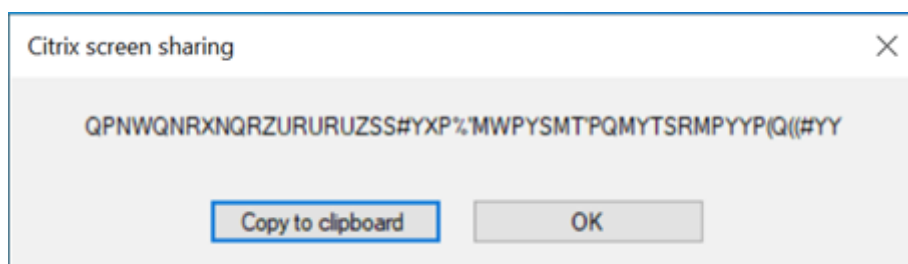 Citrix screen sharing
QPNWQNRXNQRZURURUZSS#YXP%'MWPYSMT'PQMYTSRMPYYP(Q((#YY
Copy to clipboard
OK